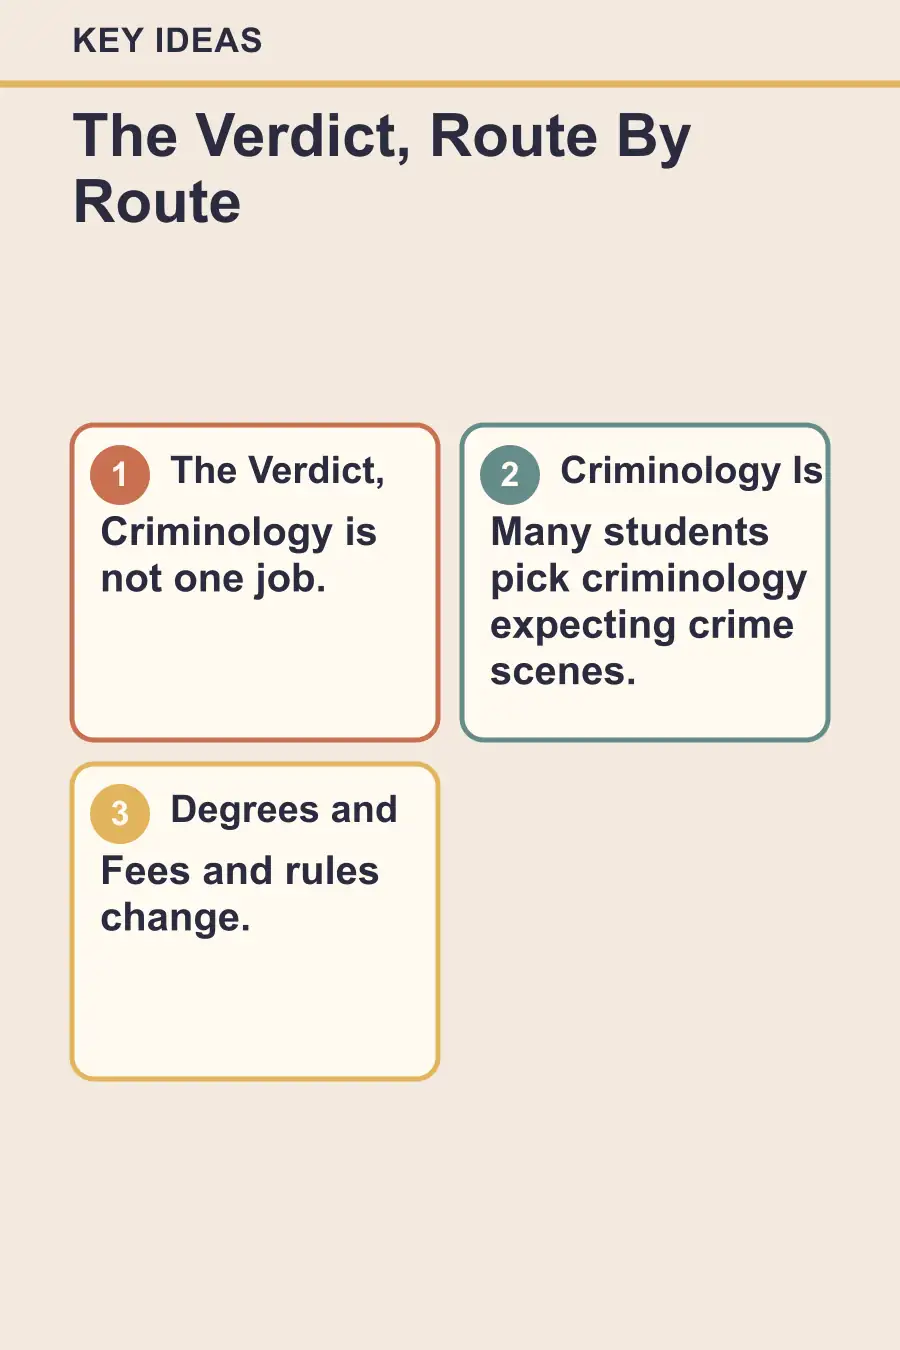 KEY IDEAS
The Verdict, Route By
Route
1
The Verdict,
Criminology is
not one job.
2
Criminology Is
Many students
pick criminology
expecting crime
scenes.
3
Degrees and
Fees and rules
change.